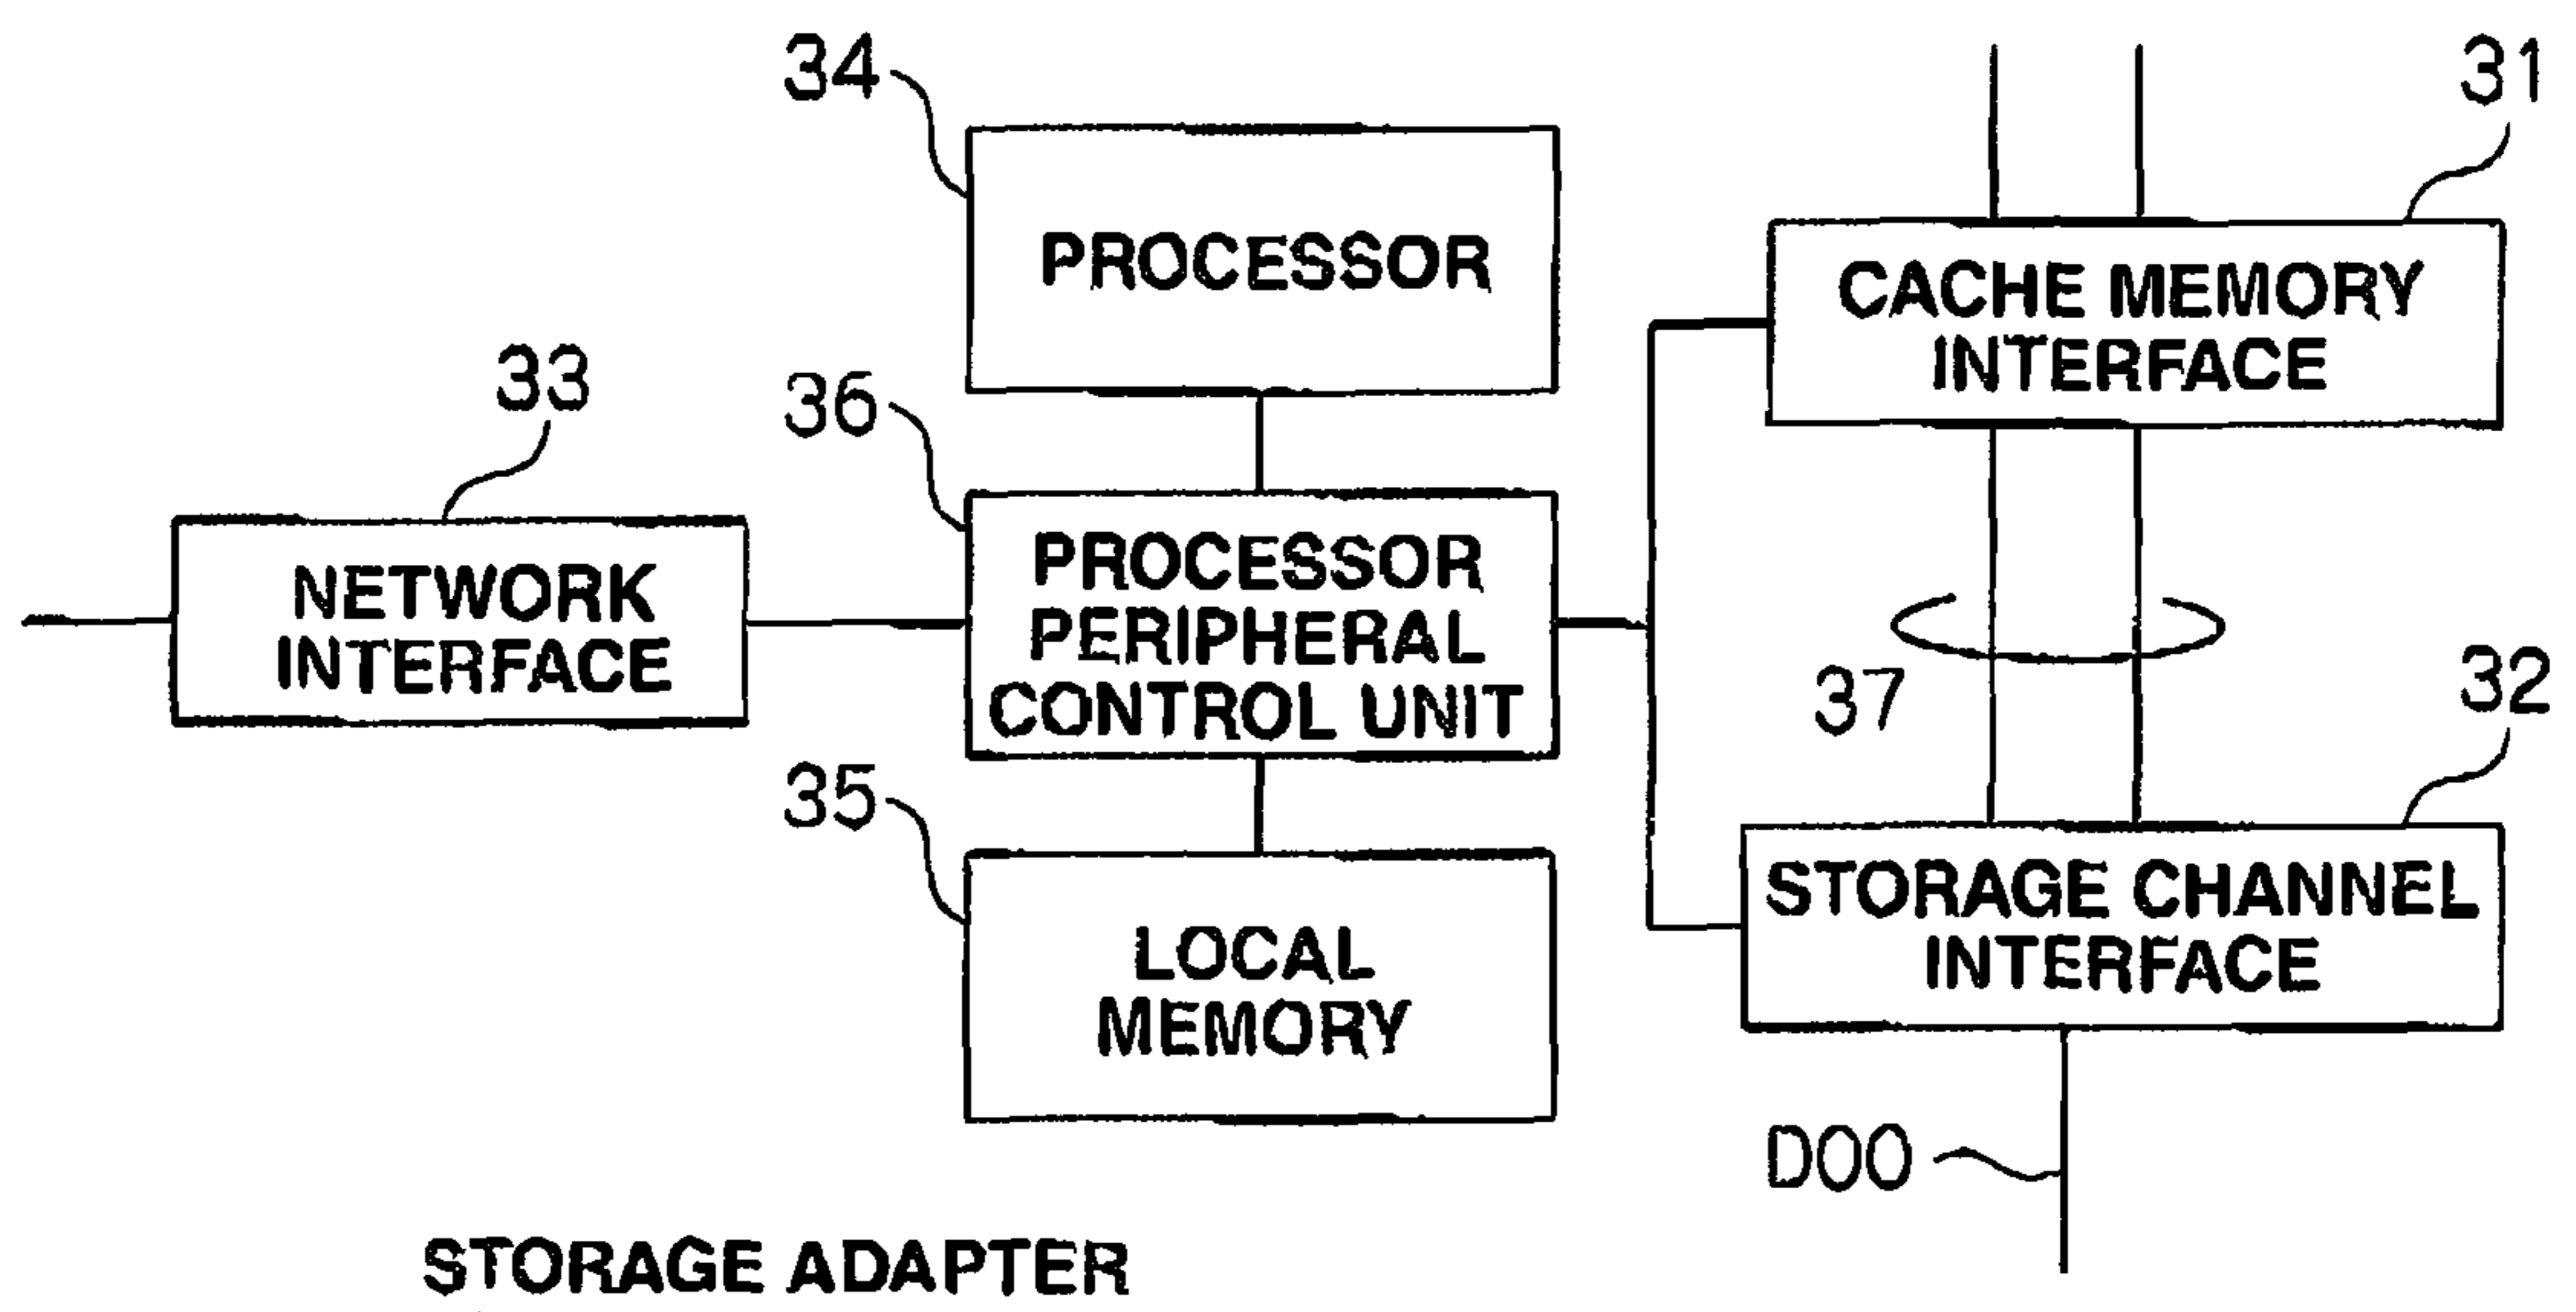 34
PROCESSOR
31
CACHE MEMORY
INTERFACE
33
NETWORK
INTERFACE
36
PROCESSOR
PERIPHERAL
CONTROL UNIT
37
32
STORAGE CHANNEL
INTERFACE
35
LOCAL
MEMORY
D00
STORAGE ADAPTER